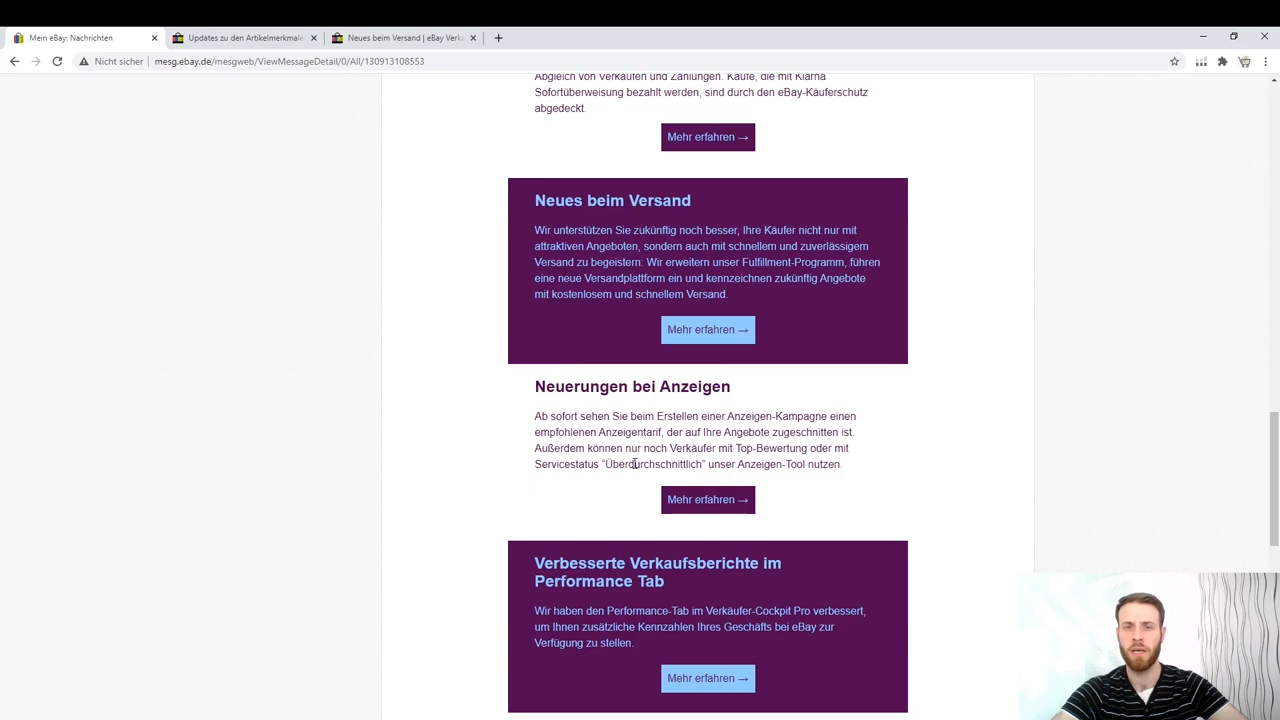 Mein eBay: Nachrichten
Updates zu den Artikelmerkmale
Neues beim Versand | eBay Verk
Nicht sicher | mesg.ebay.de/mesgweb/ViewMessageDetail/0/All/130913108553
Abgleich von Verkäufen und Zahlungen. Käufe, die mit Klarna
Sofortüberweisung bezahlt werden, sind durch den eBay-Käuferschutz
abgedeckt.
Mehr erfahren →
Neues beim Versand
Wir unterstützen Sie zukünftig noch besser, Ihre Käufer nicht nur mit
attraktiven Angeboten, sondern auch mit schnellem und zuverlässigem
Versand zu begeistern: Wir erweitern unser Fulfillment-Programm, führen
eine neue Versandplattform ein und kennzeichnen zukünftig Angebote
mit kostenlosem und schnellem Versand.
Mehr erfahren →
Neuerungen bei Anzeigen
Ab sofort sehen Sie beim Erstellen einer Anzeigen-Kampagne einen
empfohlenen Anzeigentarif, der auf Ihre Angebote zugeschnitten ist.
Außerdem können nur noch Verkäufer mit Top-Bewertung oder mit
Servicestatus “Überdurchschnittlich” unser Anzeigen-Tool nutzen.
Mehr erfahren →
Verbesserte Verkaufsberichte im
Performance Tab
Wir haben den Performance-Tab im Verkäufer-Cockpit Pro verbessert,
um Ihnen zusätzliche Kennzahlen Ihres Geschäfts bei eBay zur
Verfügung zu stellen.
Mehr erfahren →